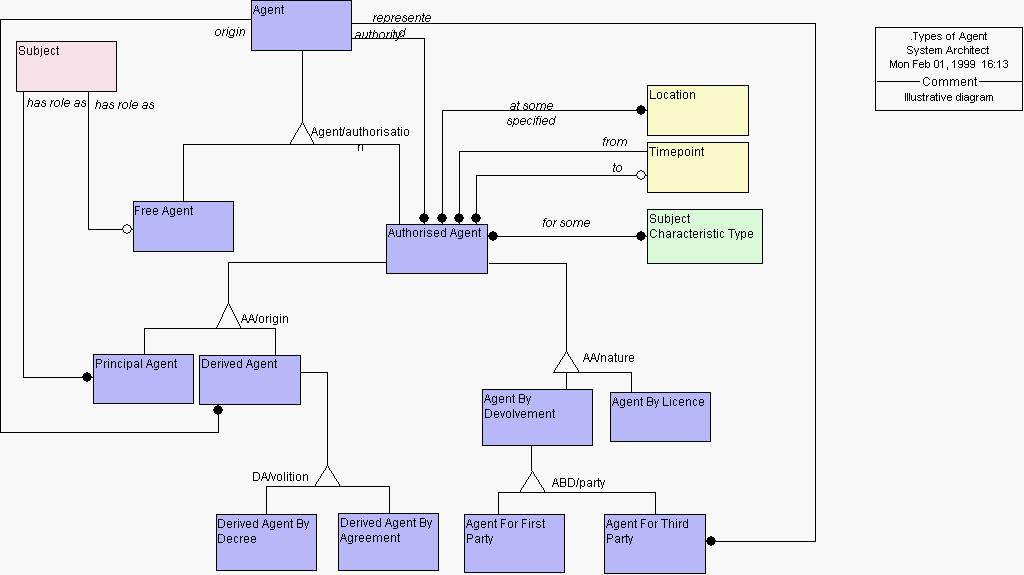 Agent
represente
d
origin
authority
.Types of Agent
System Architect
Mon Feb 01, 1999 16:13
Comment
Illustrative diagram
Subject
has role as
has role as
Location
at some
specified
Agent/authorisatio
n
from
Timepoint
to
Free Agent
Authorised Agent
for some
Subject
Characteristic Type
AA/origin
Principal Agent
Derived Agent
AA/nature
Agent By
Devolvement
Agent By Licence
DA/volition
ABD/party
Derived Agent By
Decree
Derived Agent By
Agreement
Agent For First
Party
Agent For Third
Party